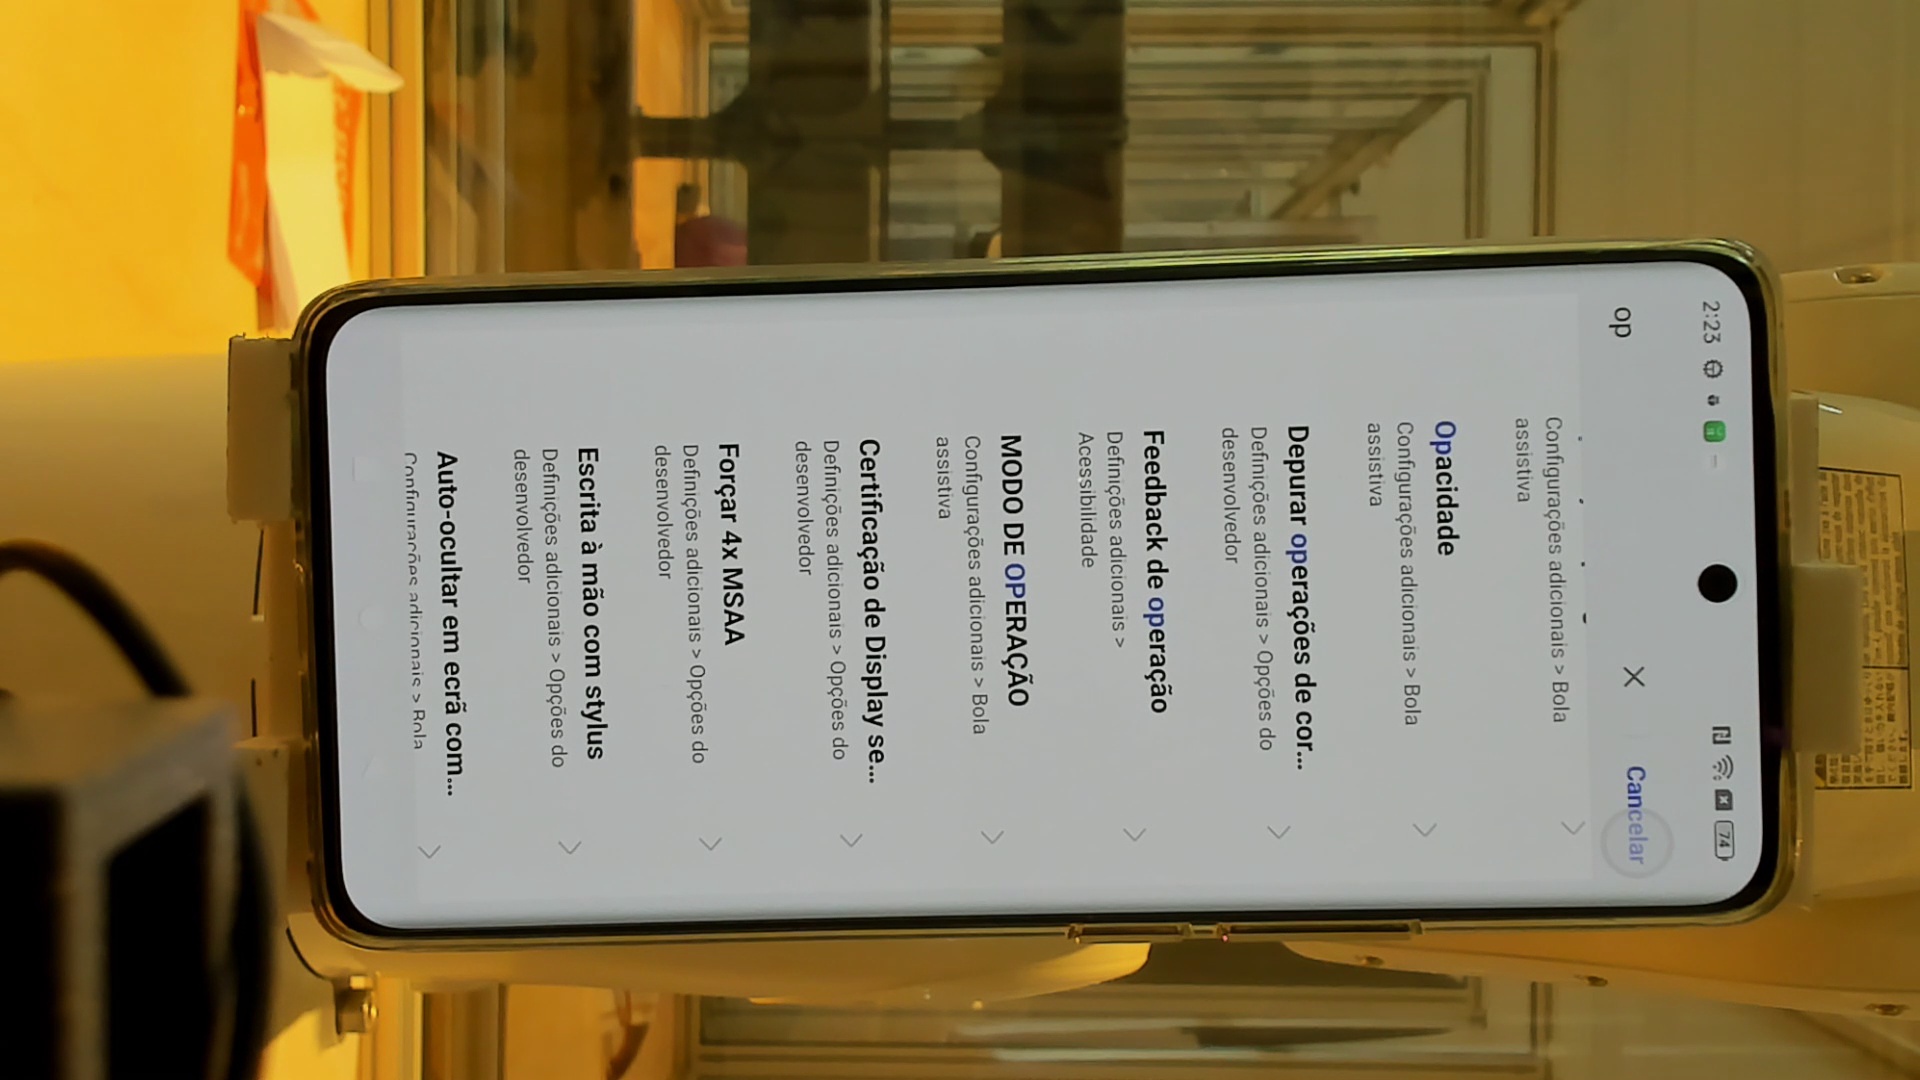 2:23
74
op
Cancelar
Configurações adicionais > Bola
assistiva
Opacidade
Configurações adicionais > Bola
assistiva
Depurar operações de cor...
Definições adicionais > Opções do
desenvolvedor
Feedback de operação
Definições adicionais >
Acessibilidade
MODO DE OPERAÇÃO
Configurações adicionais > Bola
assistiva
Certificação de Display se...
Definições adicionais > Opções do
desenvolvedor
Forçar 4x MSAA
Definições adicionais > Opções do
desenvolvedor
Escrita à mão com stylus
Definições adicionais > Opções do
desenvolvedor
Auto-ocultar em ecrã com...
Configurações adicionais > Bola